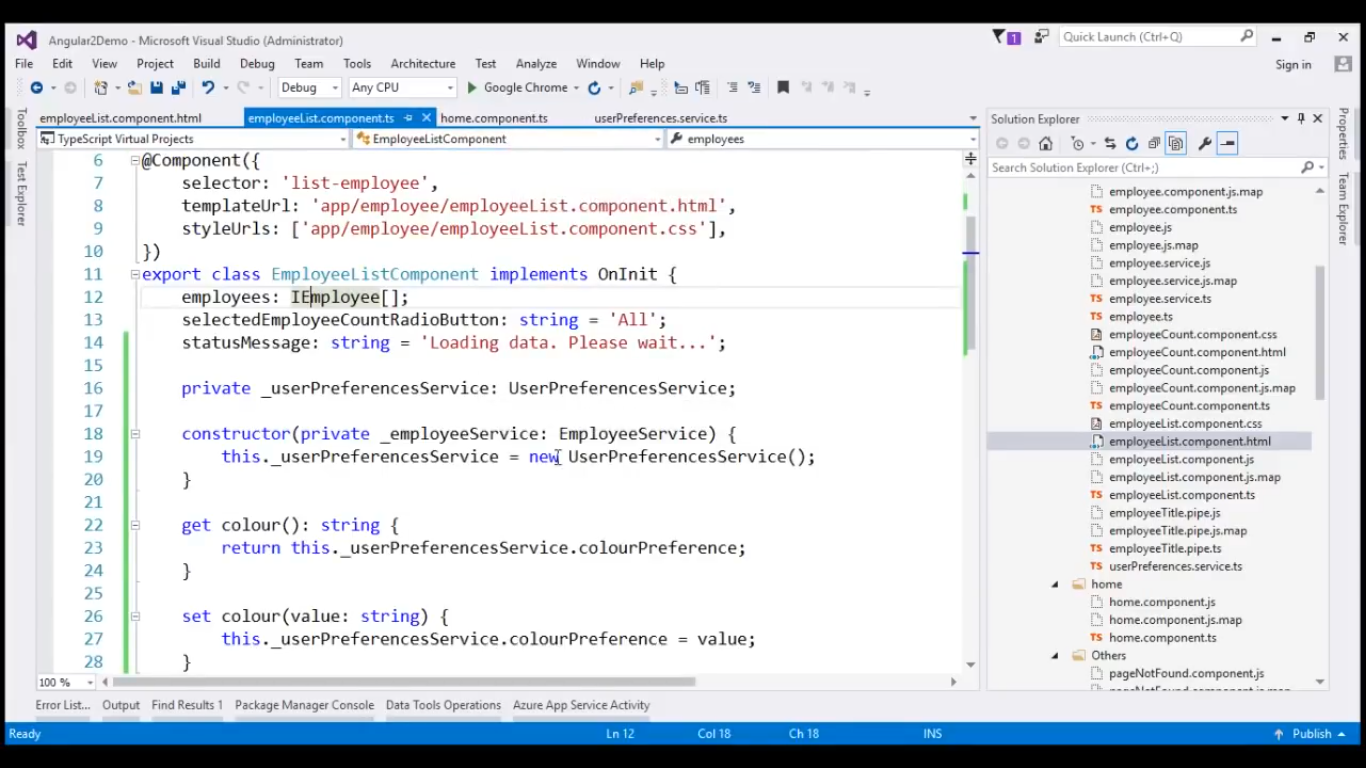 Angular2Demo - Microsoft Visual Studio (Administrator)
1
Quick Launch (Ctrl+Q)
File Edit View Project Build Debug Team Tools Architecture Test Analyze Window Help
Sign in
Debug Any CPU Google Chrome
employeeList.component.html employeeList.component.ts home.component.ts userPreferences.service.ts
TypeScript Virtual Projects EmployeeListComponent employees
Toolbox
Test Explorer
6 @Component({
7 selector: 'list-employee',
8 templateUrl: 'app/employee/employeeList.component.html',
9 styleUrls: ['app/employee/employeeList.component.css'],
10 })
11 export class EmployeeListComponent implements OnInit {
12 employees: IEmployee[];
13 selectedEmployeeCountRadioButton: string = 'All';
14 statusMessage: string = 'Loading data. Please wait...';
15
16 private _userPreferencesService: UserPreferencesService;
17
18 constructor(private _employeeService: EmployeeService) {
19 this._userPreferencesService = new UserPreferencesService();
20 }
21
22 get colour(): string {
23 return this._userPreferencesService.colourPreference;
24 }
25
26 set colour(value: string) {
27 this._userPreferencesService.colourPreference = value;
28 }
100 %
Solution Explorer
Search Solution Explorer (Ctrl+;)
employee.component.js.map
TS employee.component.ts
employee.js
employee.js.map
employee.service.js
employee.service.js.map
TS employee.service.ts
TS employee.ts
employeeCount.component.css
employeeCount.component.html
employeeCount.component.js
employeeCount.component.js.map
TS employeeCount.component.ts
employeeList.component.css
employeeList.component.html
employeeList.component.js
employeeList.component.js.map
TS employeeList.component.ts
employeeTitle.pipe.js
employeeTitle.pipe.js.map
TS employeeTitle.pipe.ts
TS userPreferences.service.ts
home
home.component.js
home.component.js.map
TS home.component.ts
Others
pageNotFound.component.js
Properties
Team Explorer
Error List... Output Find Results 1 Package Manager Console Data Tools Operations Azure App Service Activity
Ready Ln 12 Col 18 Ch 18 INS Publish